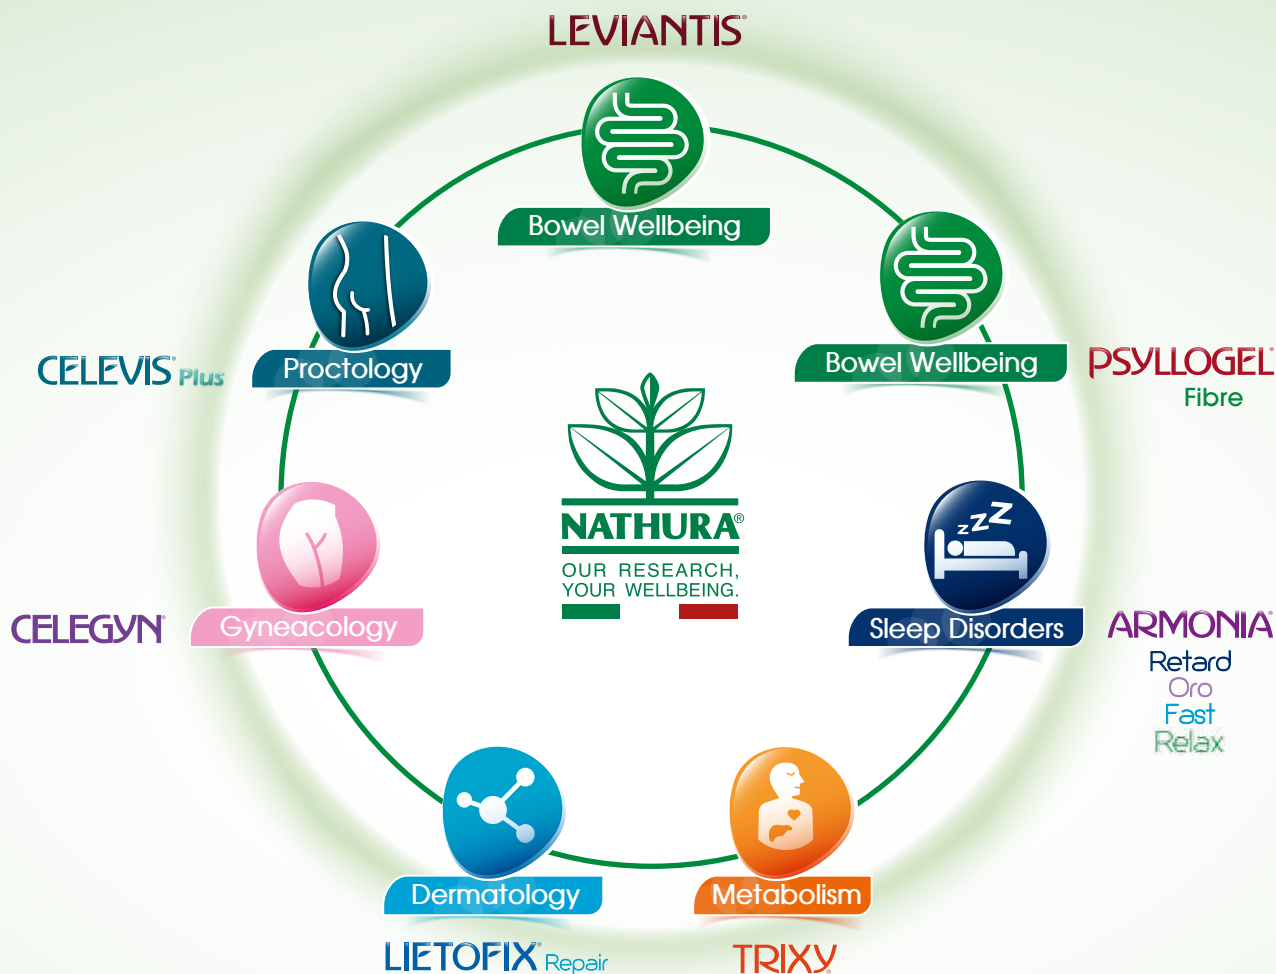 LEVIANTIS®
Bowel Wellbeing
Proctology
CELEVIS® Plus
Bowel Wellbeing
PSYLLOGEL®
Fibre
NATHURA®
OUR RESEARCH,
YOUR WELLBEING.
zzZ
CELEGYN®
Gyneacology
Sleep Disorders
ARMONIA®
Retard
Oro
Fast
Relax
Dermatology
LIETOFIX® Repair
Metabolism
TRIXY®